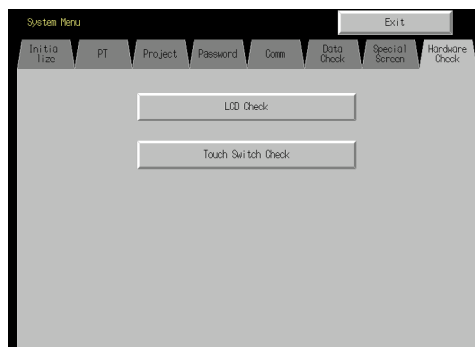 System Menu
Exit
Initia
lize
PT
Project
Password
Comm
Data
Check
Special
Screen
Hardware
Check
LCD Check
Touch Switch Check